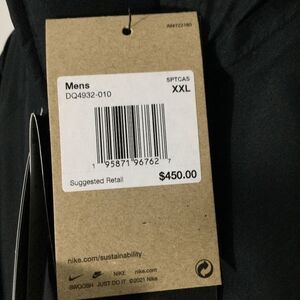 Mens
SPTCAS
DQ4932-010
XXL
1 95871 96762 7
Suggested Retail
$450.00
nike.com/sustainability
NIKE nike.com
SWOOSH JUST DO IT ©2021 Nike